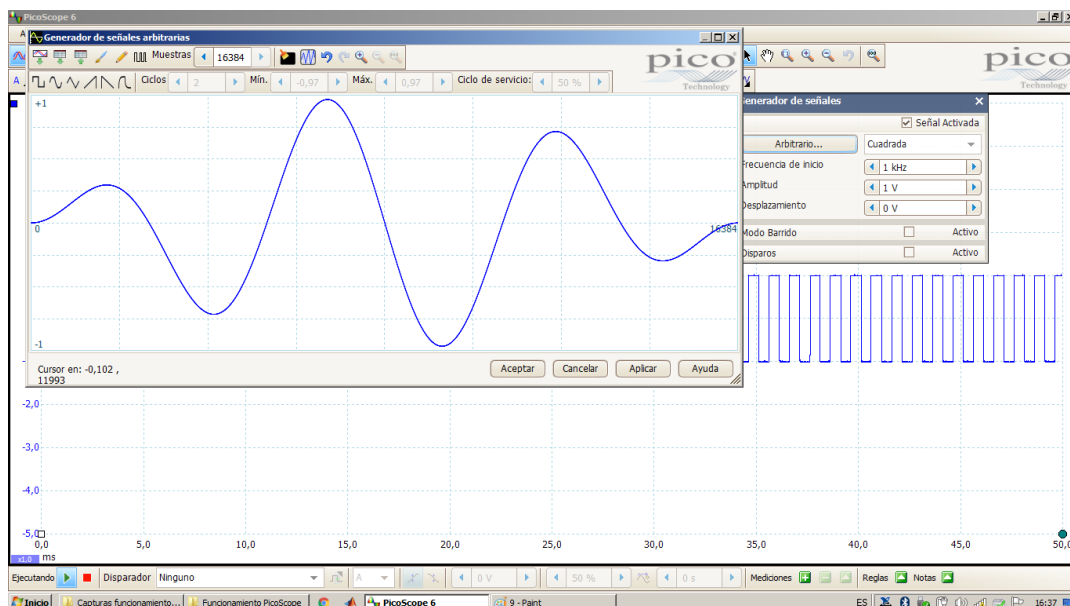 PicoScope 6
A
Generador de señales arbitrarias
Muestras 16384
pico
Technology
pico
Technology
A
Ciclos 2 Mín. -0,97 Máx. 0,97 Ciclo de servicio: 50 %
+1
0
16384
-1
Cursor en: -0,102 ,
11993
Aceptar Cancelar Aplicar Ayuda
Generador de señales
Señal Activada
Arbitrario... Cuadrada
Frecuencia de inicio 1 kHz
Amplitud 1 V
Desplazamiento 0 V
Modo Barrido Activo
Disparos Activo
-2,0
-3,0
-4,0
-5,0
0,0 5,0 10,0 15,0 20,0 25,0 30,0 35,0 40,0 45,0 50,0
x1,0 ms
Ejecutando Disparador Ninguno A 0 V 50 % 0 s Mediciones Reglas Notas
Inicio Capturas funcionamiento... Funcionamiento PicoScope PicoScope 6 9 - Paint ES 16:37